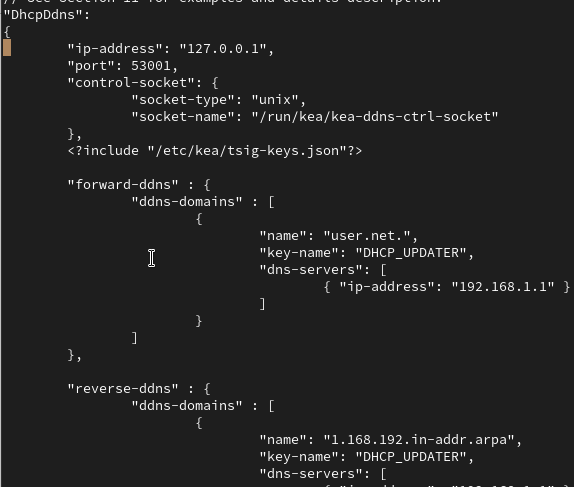 // See Section 11 for examples and details description.
"DhcpDdns":
{
"ip-address": "127.0.0.1",
"port": 53001,
"control-socket": {
"socket-type": "unix",
"socket-name": "/run/kea/kea-ddns-ctrl-socket"
},
<?include "/etc/kea/tsig-keys.json"?>
"forward-ddns" : {
"ddns-domains" : [
{
"name": "user.net.",
"key-name": "DHCP_UPDATER",
"dns-servers": [
{ "ip-address": "192.168.1.1" }
]
}
]
},
"reverse-ddns" : {
"ddns-domains" : [
{
"name": "1.168.192.in-addr.arpa",
"key-name": "DHCP_UPDATER",
"dns-servers": [